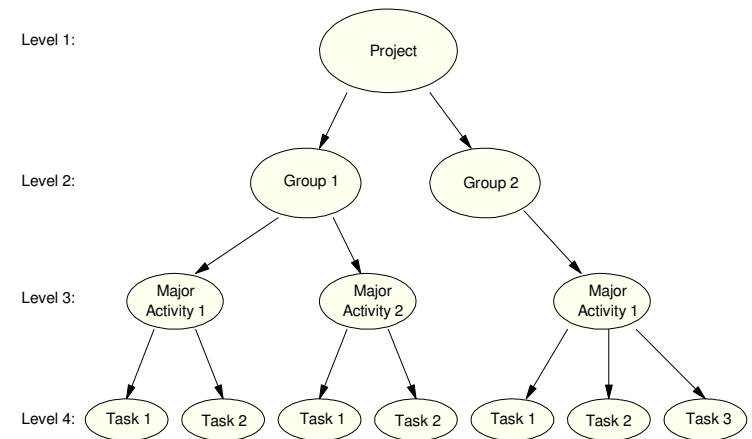 Level 1:
Project
Level 2:
Group 1
Group 2
Level 3:
Major
Activity 1
Major
Activity 2
Major
Activity 1
Level 4:
Task 1
Task 2
Task 1
Task 2
Task 1
Task 2
Task 3